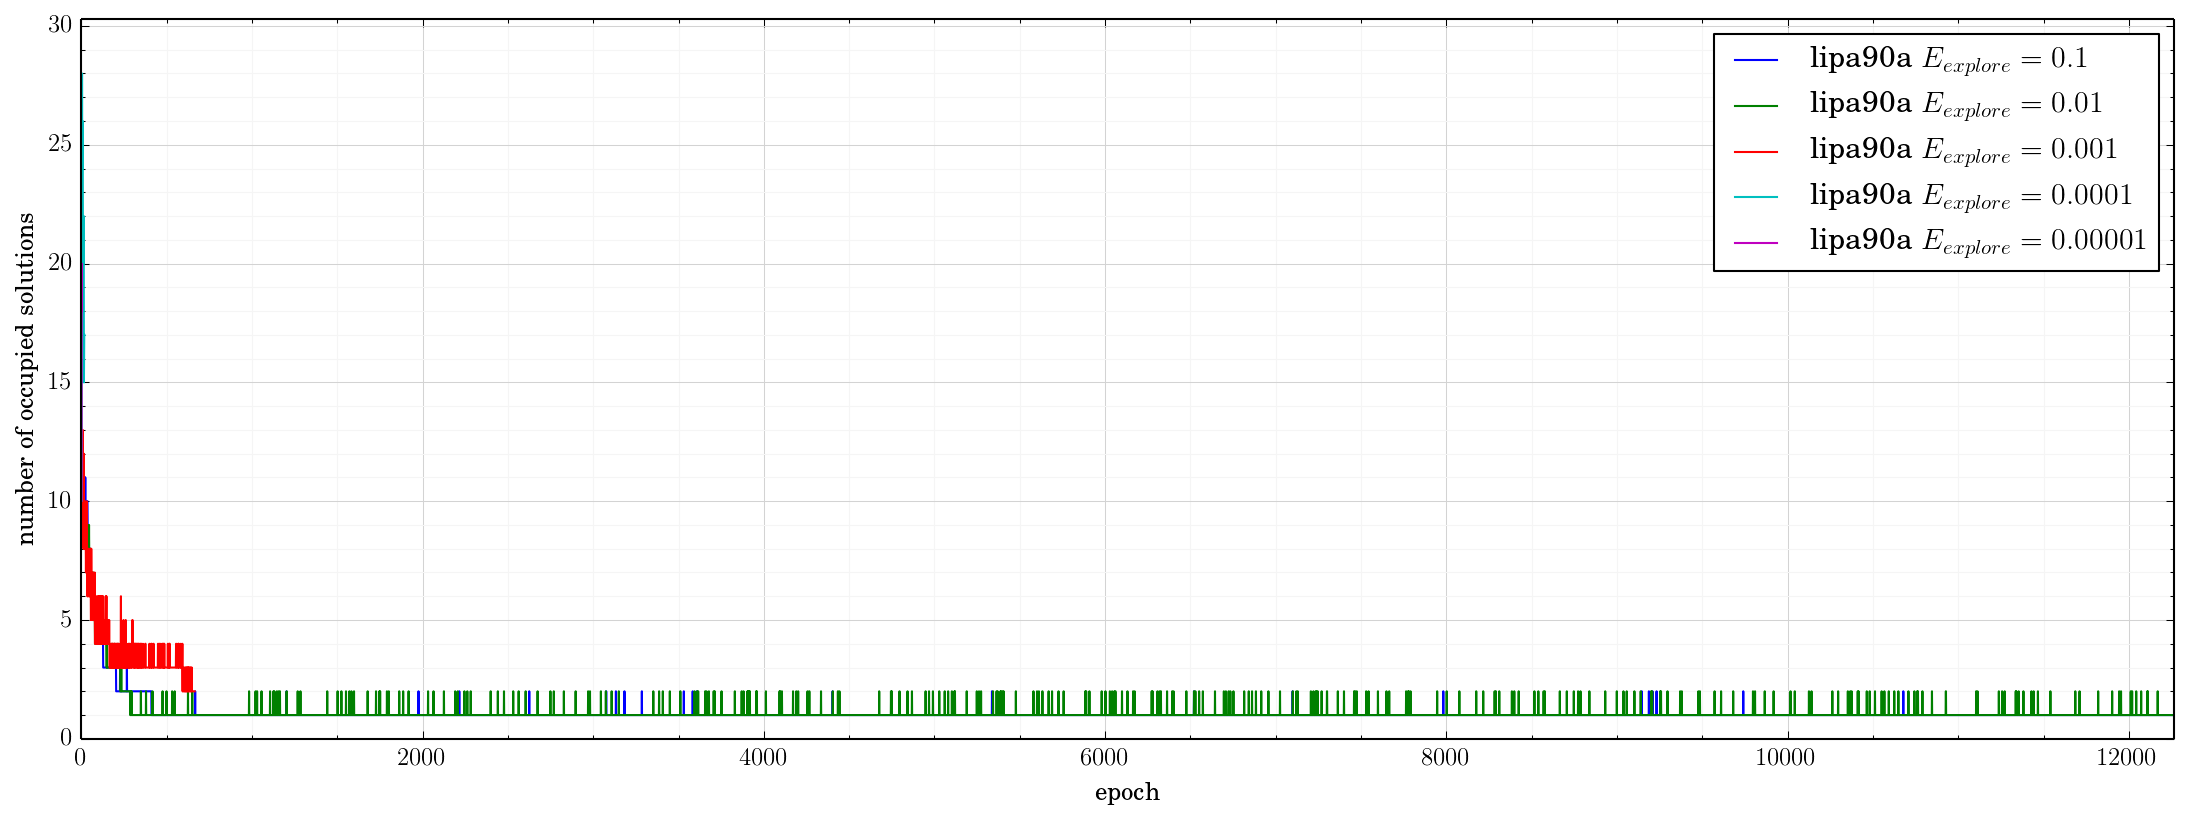 30
25
20
15
10
5
0
number of occupied solutions
0 2000 4000 6000 8000 10000 12000
epoch
lipa90a E_explore = 0.1
lipa90a E_explore = 0.01
lipa90a E_explore = 0.001
lipa90a E_explore = 0.0001
lipa90a E_explore = 0.00001